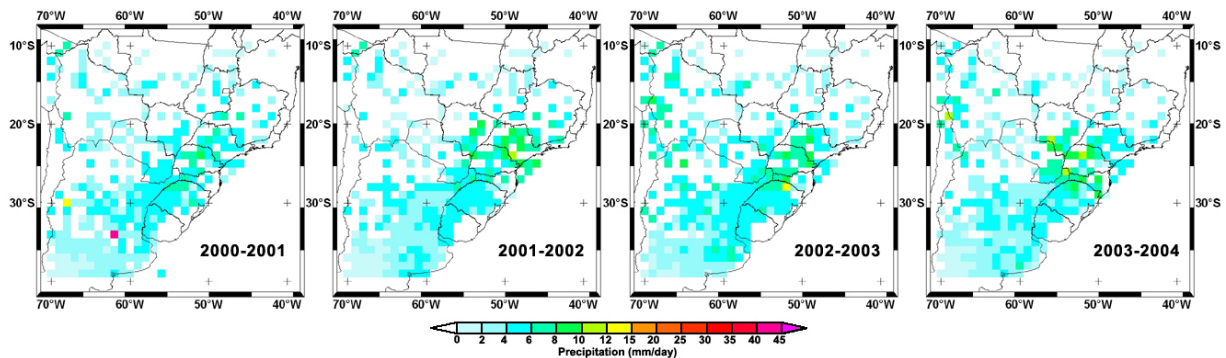 70°W 60°W 50°W 40°W 70°W 60°W 50°W 40°W 70°W 60°W 50°W 40°W 70°W 60°W 50°W 40°W
10°S 10°S 10°S 10°S
20°S 20°S 20°S 20°S
30°S 30°S 30°S 30°S
2000-2001 2001-2002 2002-2003 2003-2004
70°W 60°W 50°W 40°W 70°W 60°W 50°W 40°W 70°W 60°W 50°W 40°W 70°W 60°W 50°W 40°W
0 2 4 6 8 10 12 15 20 25 30 35 40 45
Precipitation (mm/day)